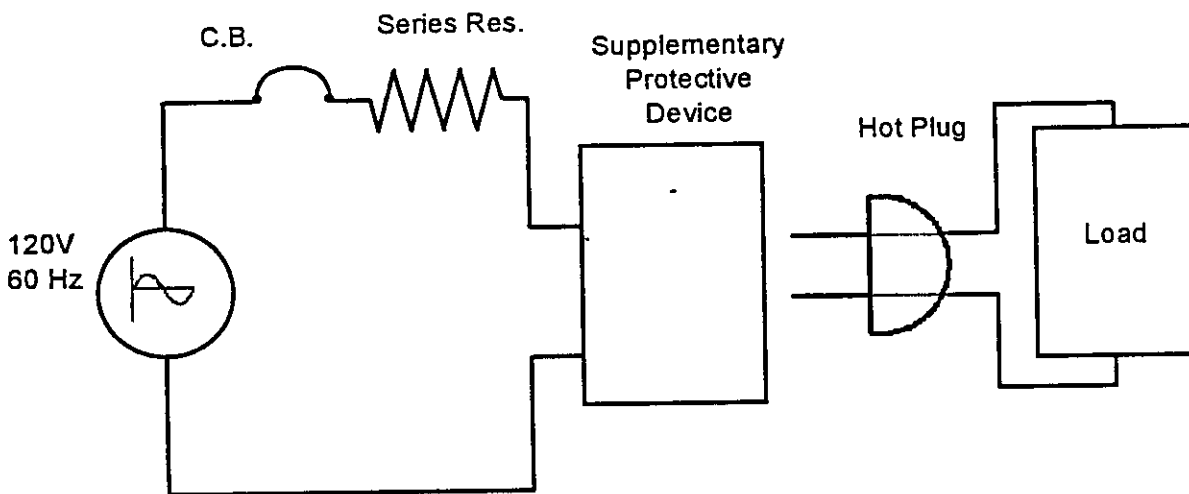 C.B.
Series Res.
Supplementary
Protective
Device
Hot Plug
120V
60 Hz
Load